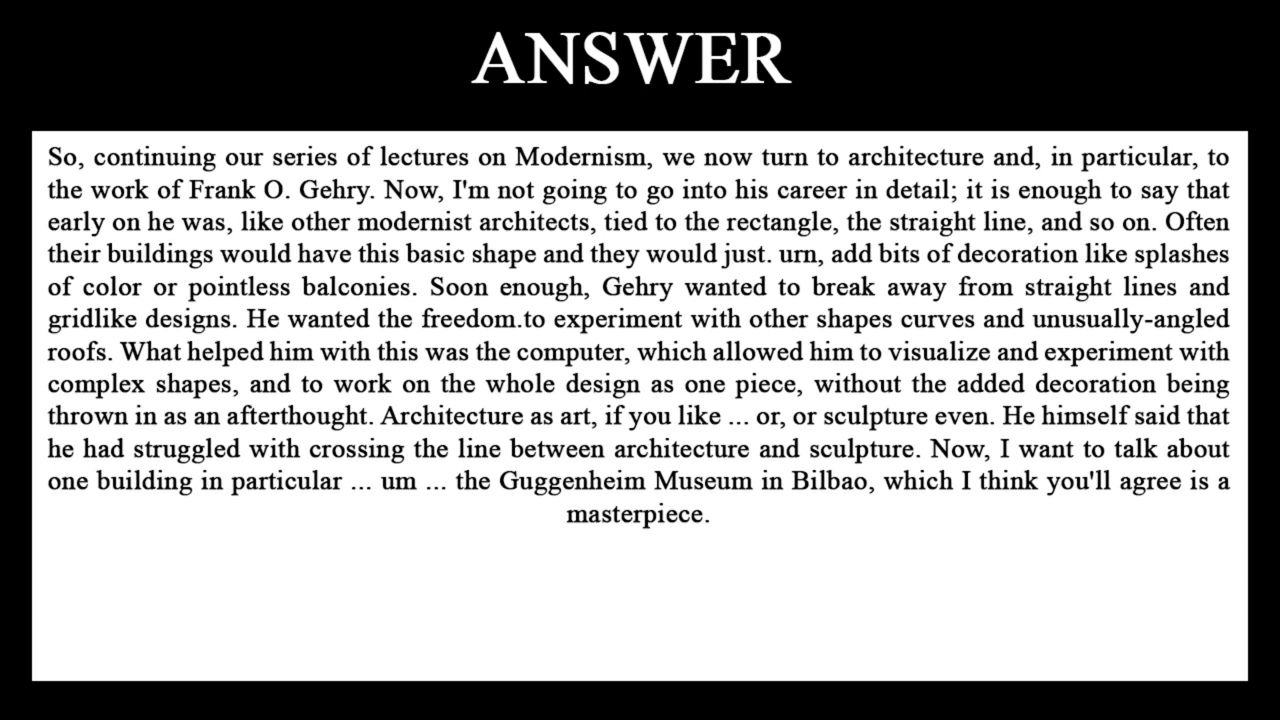 ANSWER
So, continuing our series of lectures on Modernism, we now turn to architecture and, in particular, to
the work of Frank O. Gehry. Now, I'm not going to go into his career in detail; it is enough to say that
early on he was, like other modernist architects, tied to the rectangle, the straight line, and so on. Often
their buildings would have this basic shape and they would just. urn, add bits of decoration like splashes
of color or pointless balconies. Soon enough, Gehry wanted to break away from straight lines and
gridlike designs. He wanted the freedom.to experiment with other shapes curves and unusually-angled
roofs. What helped him with this was the computer, which allowed him to visualize and experiment with
complex shapes, and to work on the whole design as one piece, without the added decoration being
thrown in as an afterthought. Architecture as art, if you like ... or, or sculpture even. He himself said that
he had struggled with crossing the line between architecture and sculpture. Now, I want to talk about
one building in particular ... um ... the Guggenheim Museum in Bilbao, which I think you'll agree is a
masterpiece.